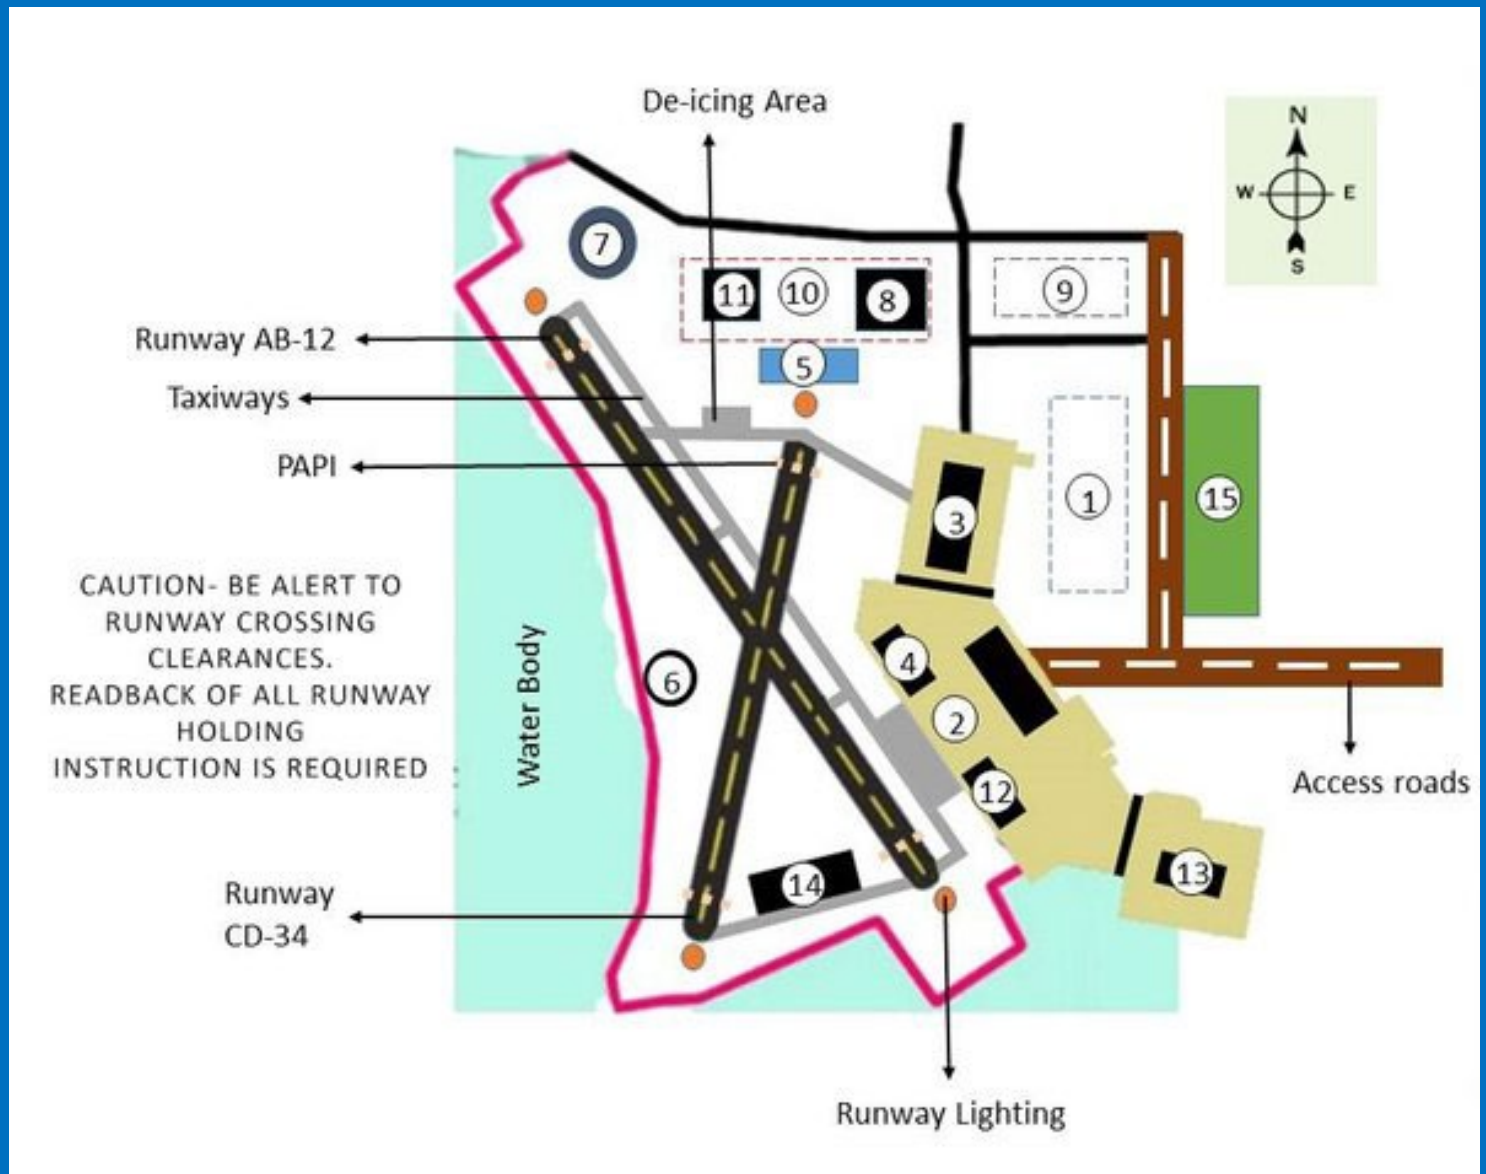 De-icing Area
N
W
E
S
7
11
10
8
9
Runway AB-12
5
Taxiways
PAPI
3
1
15
CAUTION- BE ALERT TO
RUNWAY CROSSING
CLEARANCES.
READBACK OF ALL RUNWAY
HOLDING
INSTRUCTION IS REQUIRED
Water Body
6
4
2
12
Access roads
13
14
Runway
CD-34
Runway Lighting